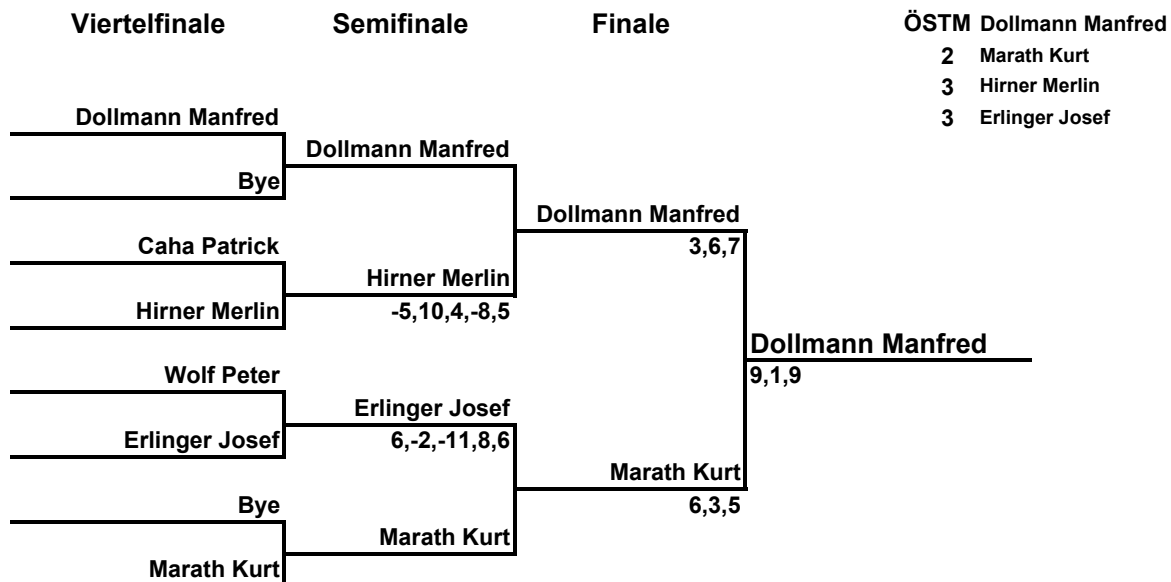 Viertelfinale Semifinale Finale ÖSTM Dollmann Manfred
2 Marath Kurt
3 Hirner Merlin
3 Erlinger Josef
Dollmann Manfred
Dollmann Manfred
Bye
Dollmann Manfred
3,6,7
Caha Patrick
Hirner Merlin
-5,10,4,-8,5
Hirner Merlin
Dollmann Manfred
9,1,9
Wolf Peter
Erlinger Josef
6,-2,-11,8,6
Erlinger Josef
Marath Kurt
6,3,5
Bye
Marath Kurt
Marath Kurt